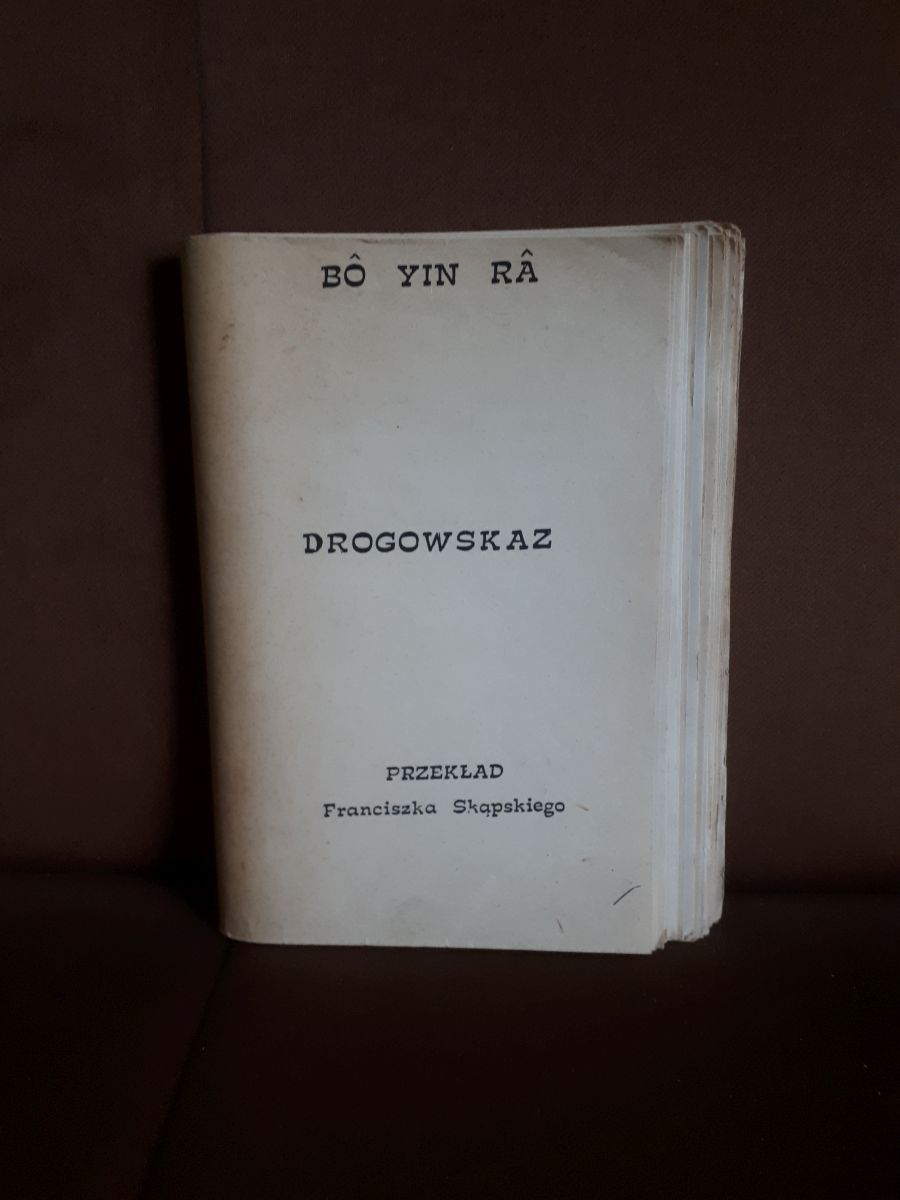 BÔ YIN RÂ
DROGOWSKAZ
PRZEKŁAD
Franciszka Skąpskiego